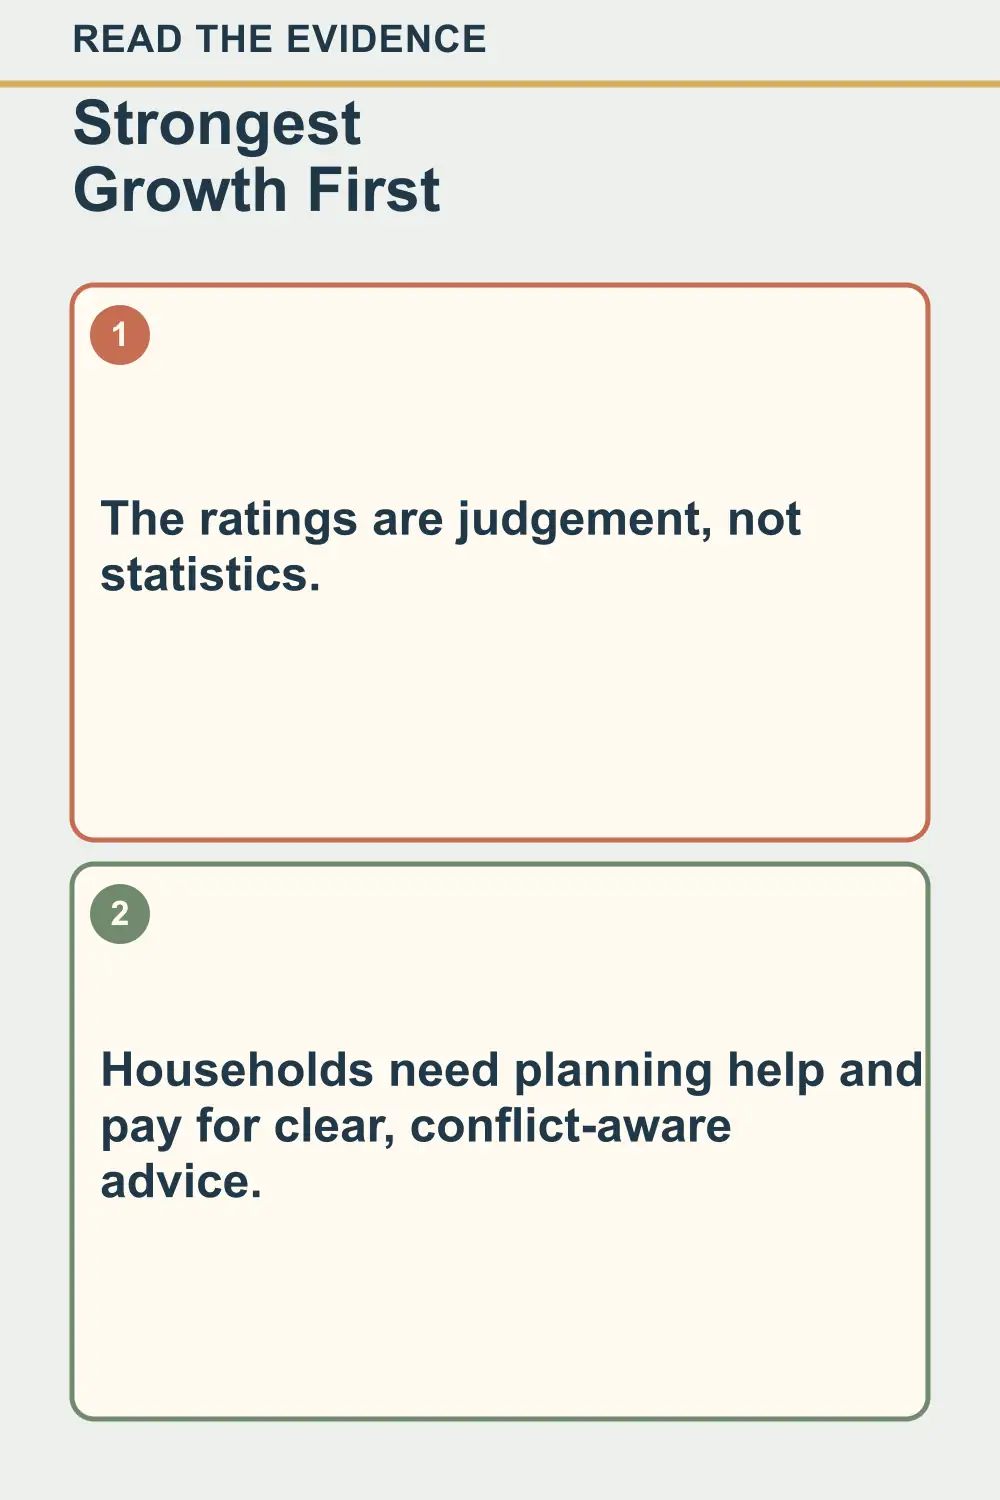 READ THE EVIDENCE
Strongest
Growth First
1
The ratings are judgement, not
statistics.
2
Households need planning help and
pay for clear, conflict-aware
advice.